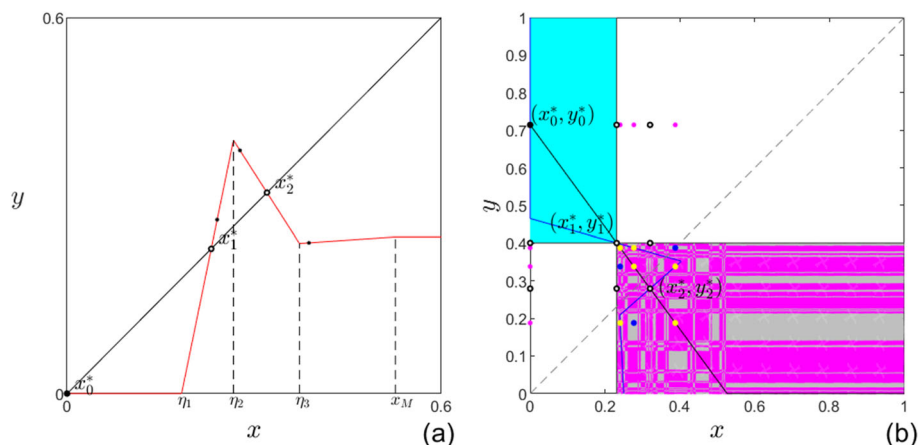 0.6
y
x₂*
x₁*
x₀*
0
0
η₁
η₂
η₃
x_M
0.6
x
(a)
1
0.9
0.8
0.7
0.6
0.5
0.4
0.3
0.2
0.1
0
y
(x₀*, y₀*)
(x₁*, y₁*)
(x₂*, y₂*)
0
0.2
0.4
0.6
0.8
1
x
(b)